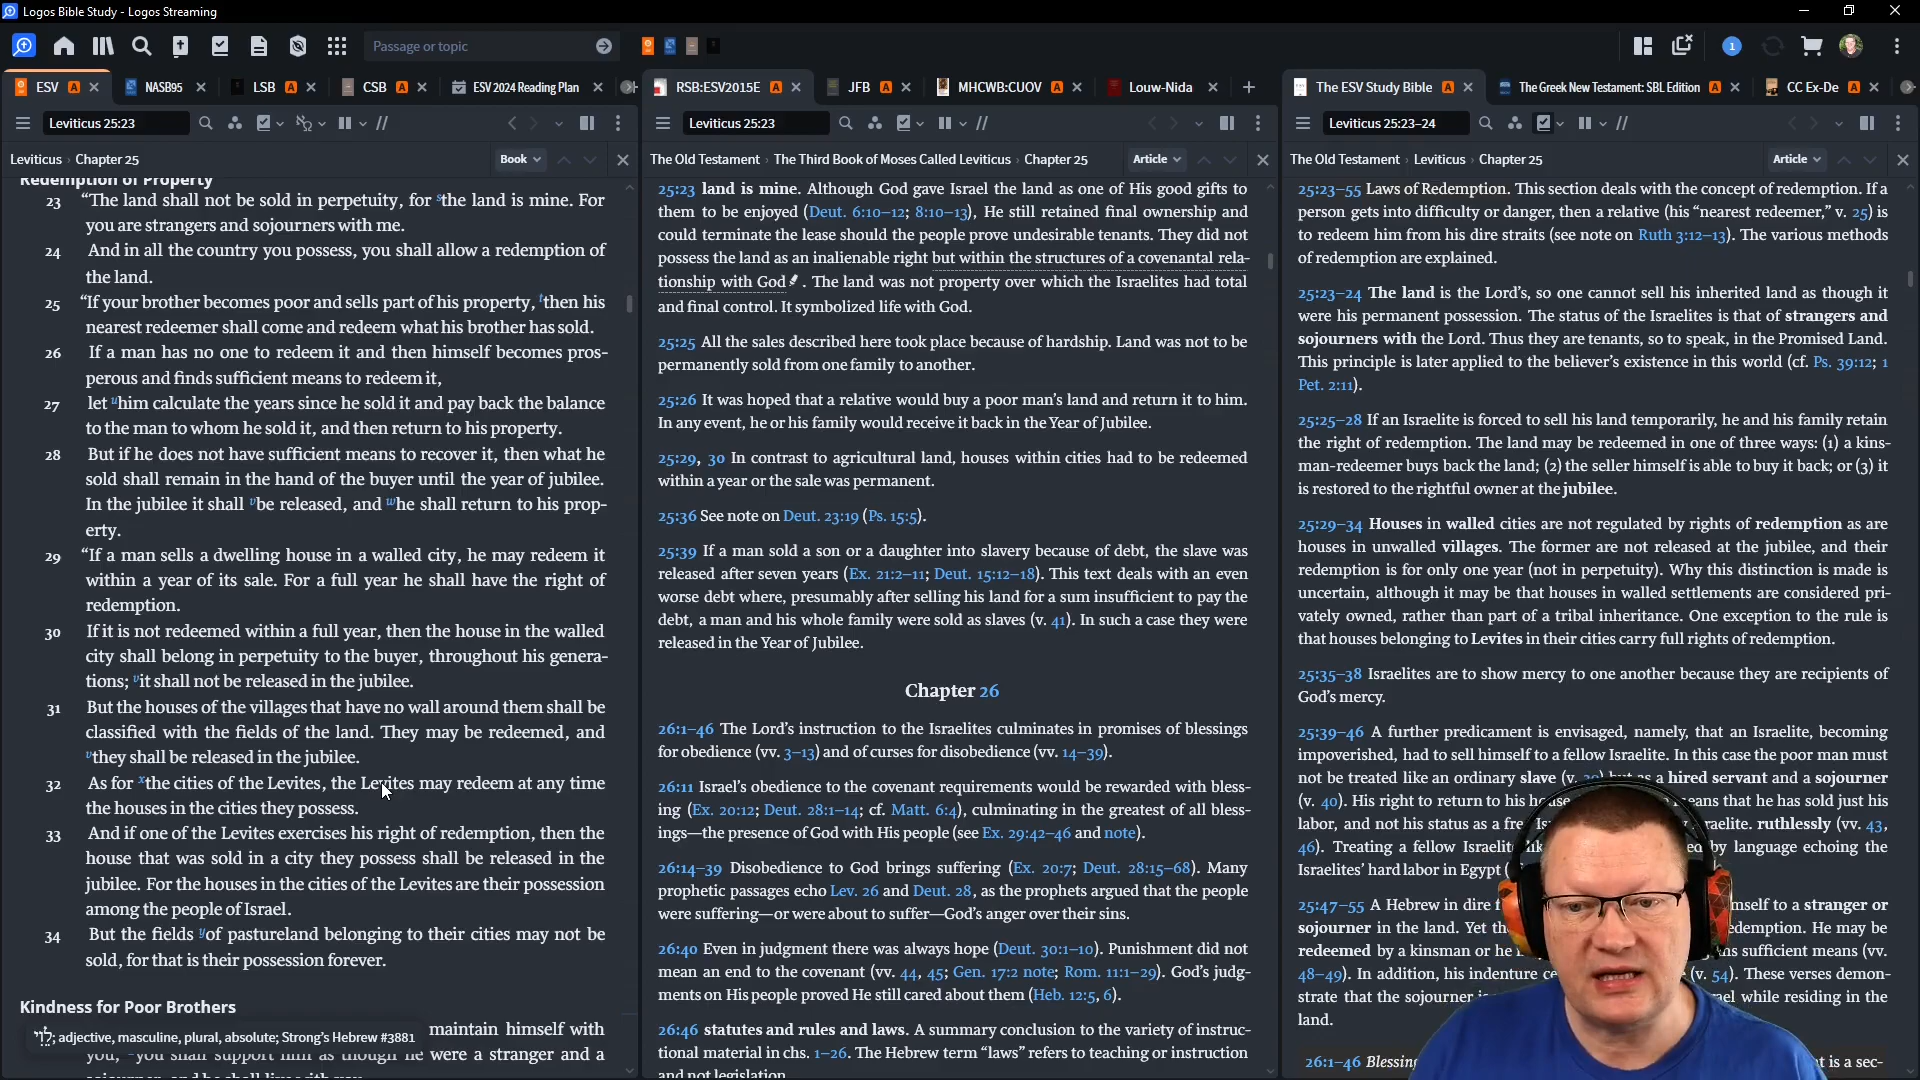 Logos Bible Study - Logos Streaming
Passage or topic
1
ESV A
NASB95
LSB A
CSB A
ESV 2024 Reading Plan
RSB:ESV2015E A
JFB A
MHCWB:CUOV A
Louw-Nida
The ESV Study Bible A
The Greek New Testament: SBL Edition A
CC Ex-De A
Leviticus 25:23
Leviticus 25:23
Leviticus 25:23–24
Leviticus › Chapter 25
Book
Redemption of Property
23 “The land shall not be sold in perpetuity, for sthe land is mine. For
you are strangers and sojourners with me.
24 And in all the country you possess, you shall allow a redemption of
the land.
25 “If your brother becomes poor and sells part of his property, tthen his
nearest redeemer shall come and redeem what his brother has sold.
26 If a man has no one to redeem it and then himself becomes pros-
perous and finds sufficient means to redeem it,
27 let uhim calculate the years since he sold it and pay back the balance
to the man to whom he sold it, and then return to his property.
28 But if he does not have sufficient means to recover it, then what he
sold shall remain in the hand of the buyer until the year of jubilee.
In the jubilee it shall vbe released, and whe shall return to his prop-
erty.
29 “If a man sells a dwelling house in a walled city, he may redeem it
within a year of its sale. For a full year he shall have the right of
redemption.
30 If it is not redeemed within a full year, then the house in the walled
city shall belong in perpetuity to the buyer, throughout his genera-
tions; vit shall not be released in the jubilee.
31 But the houses of the villages that have no wall around them shall be
classified with the fields of the land. They may be redeemed, and
vthey shall be released in the jubilee.
32 As for xthe cities of the Levites, the Levites may redeem at any time
the houses in the cities they possess.
33 And if one of the Levites exercises his right of redemption, then the
house that was sold in a city they possess shall be released in the
jubilee. For the houses in the cities of the Levites are their possession
among the people of Israel.
34 But the fields yof pastureland belonging to their cities may not be
sold, for that is their possession forever.
Kindness for Poor Brothers
maintain himself with
לֵוִי; adjective, masculine, plural, absolute; Strong’s Hebrew #3881
you, you shall support him as though he were a stranger and a
The Old Testament › The Third Book of Moses Called Leviticus › Chapter 25
Article
25:23 land is mine. Although God gave Israel the land as one of His good gifts to
them to be enjoyed (Deut. 6:10–12; 8:10–13), He still retained final ownership and
could terminate the lease should the people prove undesirable tenants. They did not
possess the land as an inalienable right but within the structures of a covenantal rela-
tionship with God. The land was not property over which the Israelites had total
and final control. It symbolized life with God.
25:25 All the sales described here took place because of hardship. Land was not to be
permanently sold from one family to another.
25:26 It was hoped that a relative would buy a poor man’s land and return it to him.
In any event, he or his family would receive it back in the Year of Jubilee.
25:29, 30 In contrast to agricultural land, houses within cities had to be redeemed
within a year or the sale was permanent.
25:36 See note on Deut. 23:19 (Ps. 15:5).
25:39 If a man sold a son or a daughter into slavery because of debt, the slave was
released after seven years (Ex. 21:2–11; Deut. 15:12–18). This text deals with an even
worse debt where, presumably after selling his land for a sum insufficient to pay the
debt, a man and his whole family were sold as slaves (v. 41). In such a case they were
released in the Year of Jubilee.
Chapter 26
26:1–46 The Lord’s instruction to the Israelites culminates in promises of blessings
for obedience (vv. 3–13) and of curses for disobedience (vv. 14–39).
26:11 Israel’s obedience to the covenant requirements would be rewarded with bless-
ing (Ex. 20:12; Deut. 28:1–14; cf. Matt. 6:4), culminating in the greatest of all bless-
ings—the presence of God with His people (see Ex. 29:42–46 and note).
26:14–39 Disobedience to God brings suffering (Ex. 20:7; Deut. 28:15–68). Many
prophetic passages echo Lev. 26 and Deut. 28, as the prophets argued that the people
were suffering—or were about to suffer—God’s anger over their sins.
26:40 Even in judgment there was always hope (Deut. 30:1–10). Punishment did not
mean an end to the covenant (vv. 44, 45; Gen. 17:2 note; Rom. 11:1–29). God’s judg-
ments on His people proved He still cared about them (Heb. 12:5, 6).
26:46 statutes and rules and laws. A summary conclusion to the variety of instruc-
tional material in chs. 1–26. The Hebrew term “laws” refers to teaching or instruction
and not legislation.
The Old Testament › Leviticus › Chapter 25
Article
25:23–55 Laws of Redemption. This section deals with the concept of redemption. If a
person gets into difficulty or danger, then a relative (his “nearest redeemer,” v. 25) is
to redeem him from his dire straits (see note on Ruth 3:12–13). The various methods
of redemption are explained.
25:23–24 The land is the Lord’s, so one cannot sell his inherited land as though it
were his permanent possession. The status of the Israelites is that of strangers and
sojourners with the Lord. Thus they are tenants, so to speak, in the Promised Land.
This principle is later applied to the believer’s existence in this world (cf. Ps. 39:12; 1
Pet. 2:11).
25:25–28 If an Israelite is forced to sell his land temporarily, he and his family retain
the right of redemption. The land may be redeemed in one of three ways: (1) a kins-
man-redeemer buys back the land; (2) the seller himself is able to buy it back; or (3) it
is restored to the rightful owner at the jubilee.
25:29–34 Houses in walled cities are not regulated by rights of redemption as are
houses in unwalled villages. The former are not released at the jubilee, and their
redemption is for only one year (not in perpetuity). Why this distinction is made is
uncertain, although it may be that houses in walled settlements are considered pri-
vately owned, rather than part of a tribal inheritance. One exception to the rule is
that houses belonging to Levites in their cities carry full rights of redemption.
25:35–38 Israelites are to show mercy to one another because they are recipients of
God’s mercy.
25:39–46 A further predicament is envisaged, namely, that an Israelite, becoming
impoverished, had to sell himself to a fellow Israelite. In this case the poor man must
not be treated like an ordinary slave (v. but as a hired servant and a sojourner
(v. 40). His right to return to his house means that he has sold just his
labor, and not his status as a free raelite. ruthlessly (vv. 43,
46). Treating a fellow Israelite by language echoing the
Israelites’ hard labor in Egypt
25:47–55 A Hebrew in dire mself to a stranger or
sojourner in the land. Yet demption. He may be
redeemed by a kinsman or he sufficient means (vv.
48–49). In addition, his indenture (v. 54). These verses demon-
strate that the sojourner while residing in the
land.
26:1–46 Blessing t is a sec-